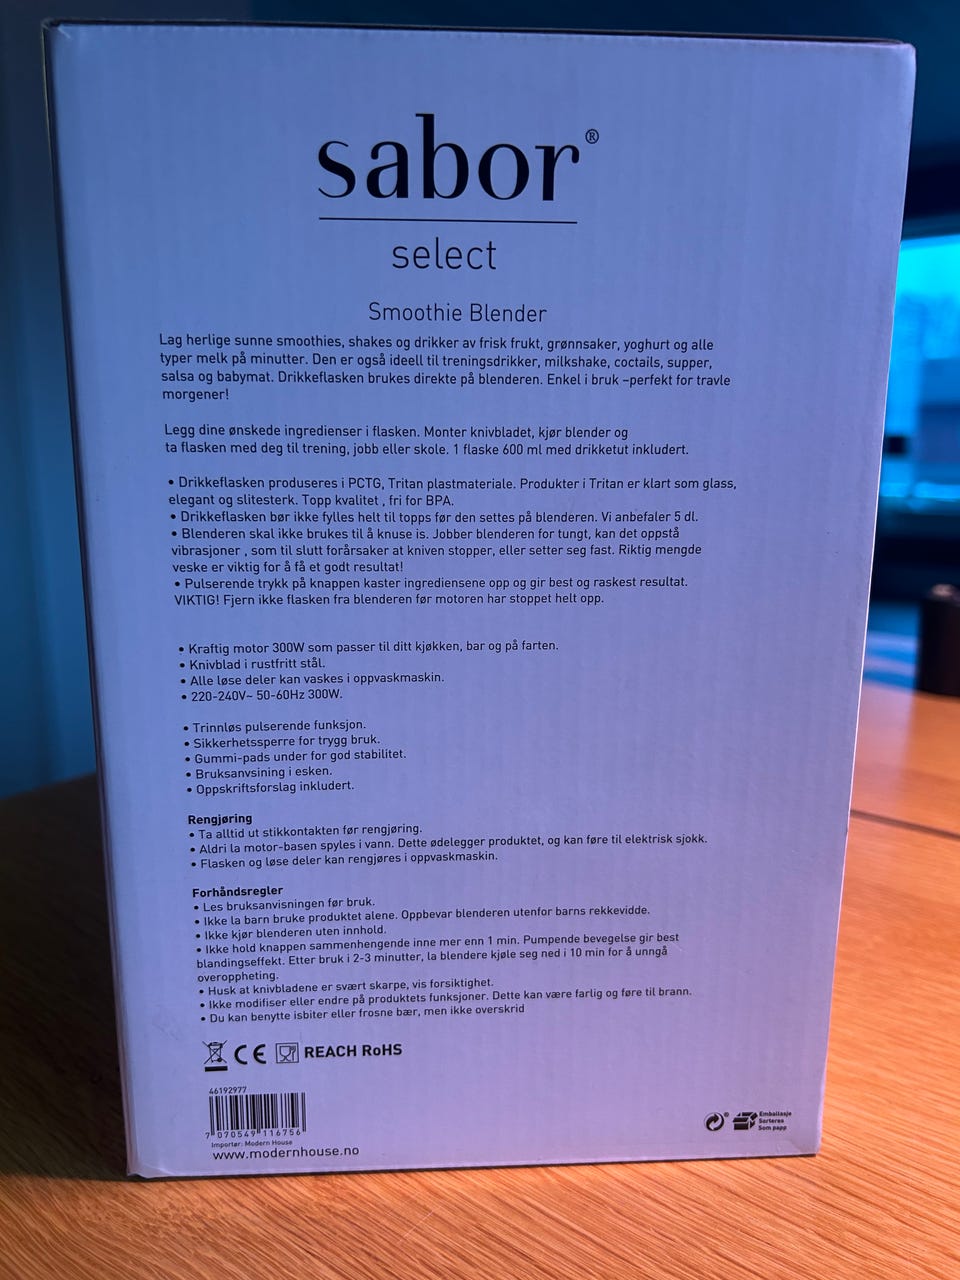 sabor®
select
Smoothie Blender
Lag herlige sunne smoothies, shakes og drikker av frisk frukt, grønnsaker, yoghurt og alle
typer melk på minutter. Den er også ideell til treningsdrikker, milkshake, coctails, supper,
salsa og babymat. Drikkeflasken brukes direkte på blenderen. Enkel i bruk –perfekt for travle
morgener!
Legg dine ønskede ingredienser i flasken. Monter knivbladet, kjør blender og
ta flasken med deg til trening, jobb eller skole. 1 flaske 600 ml med drikketut inkludert.
• Drikkeflasken produseres i PCTG, Tritan plastmateriale. Produkter i Tritan er klart som glass,
elegant og slitesterk. Topp kvalitet , fri for BPA.
• Drikkeflasken bør ikke fylles helt til topps før den settes på blenderen. Vi anbefaler 5 dl.
• Blenderen skal ikke brukes til å knuse is. Jobber blenderen for tungt, kan det oppstå
vibrasjoner , som til slutt forårsaker at kniven stopper, eller setter seg fast. Riktig mengde
veske er viktig for å få et godt resultat!
• Pulserende trykk på knappen kaster ingrediensene opp og gir best og raskest resultat.
VIKTIG! Fjern ikke flasken fra blenderen før motoren har stoppet helt opp.
• Kraftig motor 300W som passer til ditt kjøkken, bar og på farten.
• Knivblad i rustfritt stål.
• Alle løse deler kan vaskes i oppvaskmaskin.
• 220-240V~ 50-60Hz 300W.
• Trinnløs pulserende funksjon.
• Sikkerhetssperre for trygg bruk.
• Gummi-pads under for god stabilitet.
• Bruksanvsining i esken.
• Oppskriftsforslag inkludert.
Rengjøring
• Ta alltid ut stikkontakten før rengjøring.
• Aldri la motor-basen spyles i vann. Dette ødelegger produktet, og kan føre til elektrisk sjokk.
• Flasken og løse deler kan rengjøres i oppvaskmaskin.
Forhåndsregler
• Les bruksanvisningen før bruk.
• Ikke la barn bruke produktet alene. Oppbevar blenderen utenfor barns rekkevidde.
• Ikke kjør blenderen uten innhold.
• Ikke hold knappen sammenhengende inne mer enn 1 min. Pumpende bevegelse gir best
blandingseffekt. Etter bruk i 2-3 minutter, la blendere kjøle seg ned i 10 min for å unngå
overoppheting.
• Husk at knivbladene er svært skarpe, vis forsiktighet.
• Ikke modifiser eller endre på produktets funksjoner. Dette kan være farlig og føre til brann.
• Du kan benytte isbiter eller frosne bær, men ikke overskrid
CE REACH RoHS
46192977
7 070549 116756
Importør: Modern House
www.modernhouse.no
Emballasje
Sorteres
Som papp